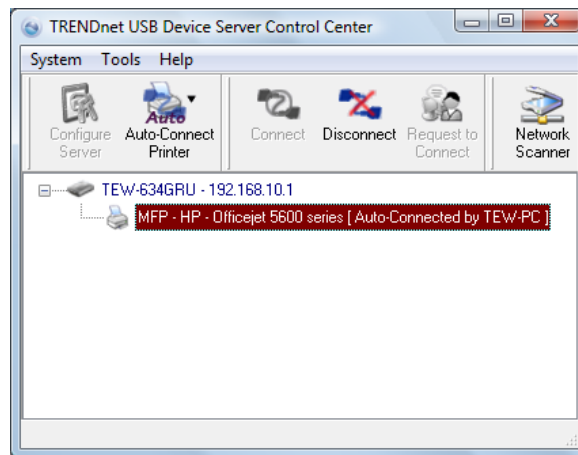 TRENDnet USB Device Server Control Center
System Tools Help
Configure Server
Auto
Auto-Connect Printer
Connect
Disconnect
Request to Connect
Network Scanner
TEW-634GRU - 192.168.10.1
MFP - HP - Officejet 5600 series [ Auto-Connected by TEW-PC ]